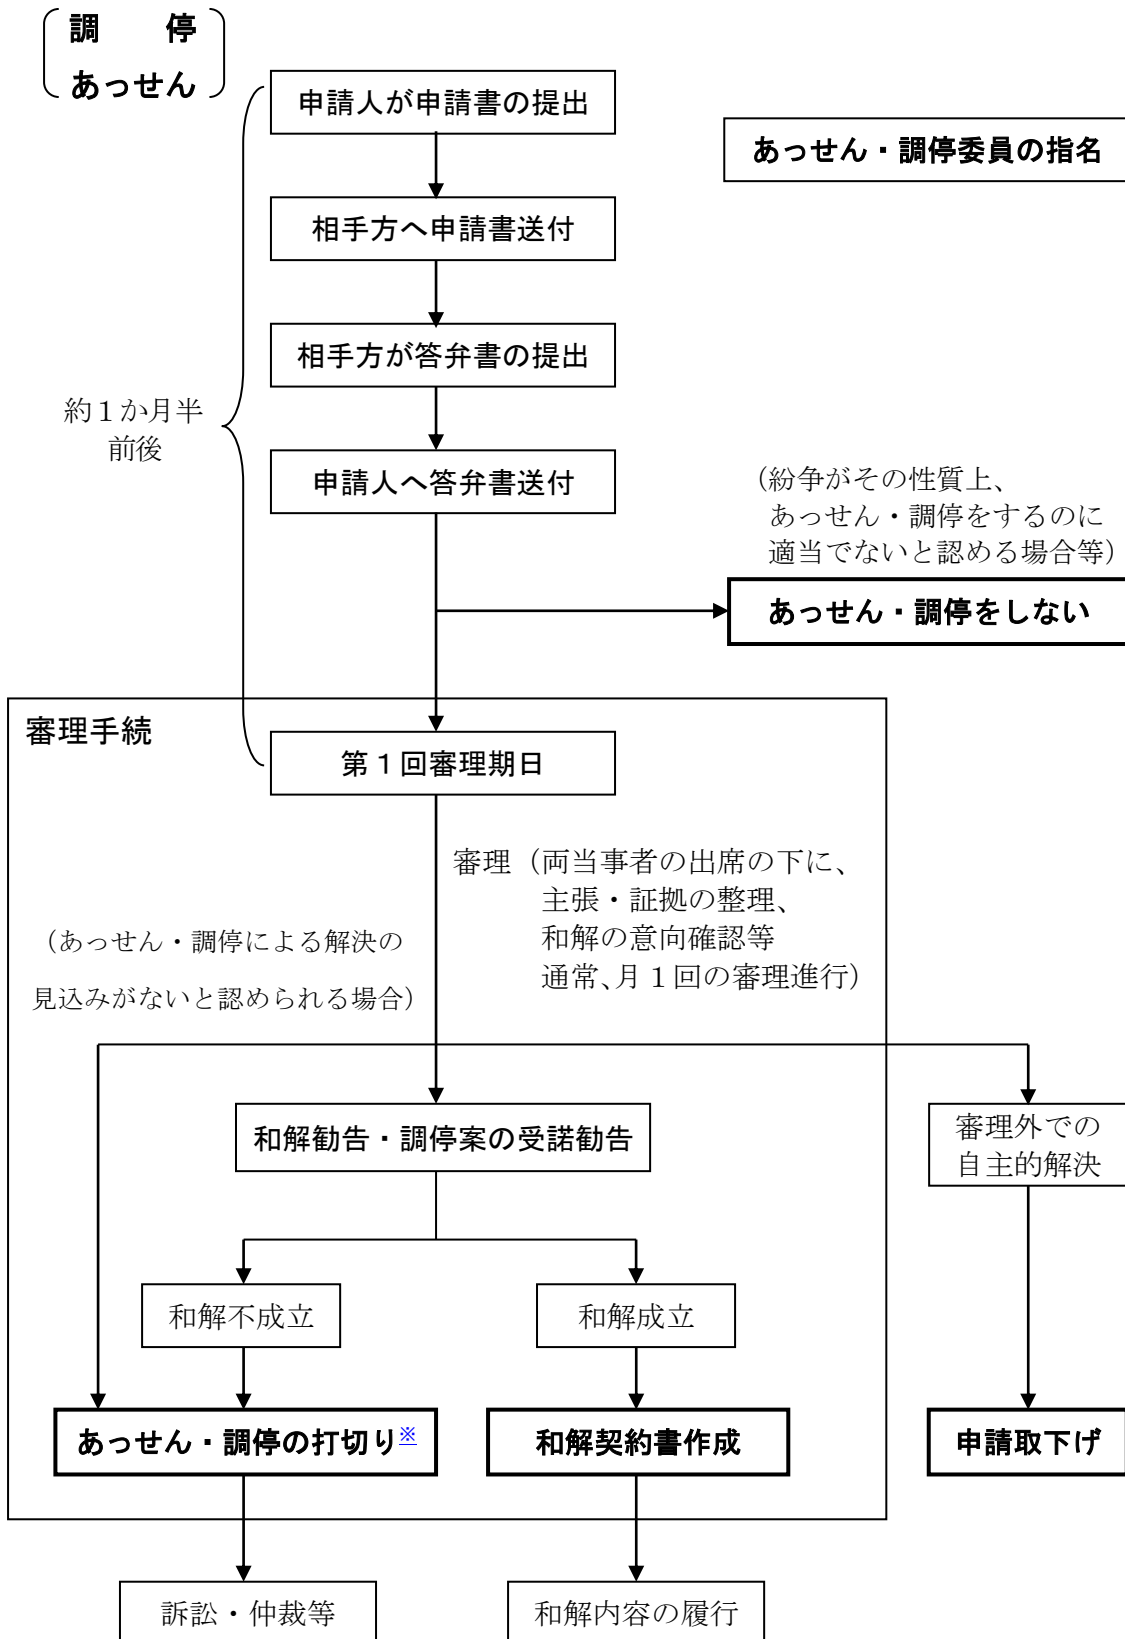 調　　停
あっせん
申請人が申請書の提出
あっせん・調停委員の指名
相手方へ申請書送付
相手方が答弁書の提出
約１か月半
前後
申請人へ答弁書送付
（紛争がその性質上、
あっせん・調停をするのに
適当でないと認める場合等）
あっせん・調停をしない
審理手続
第１回審理期日
審理（両当事者の出席の下に、
主張・証拠の整理、
和解の意向確認等
通常、月１回の審理進行）
（あっせん・調停による解決の
見込みがないと認められる場合）
和解勧告・調停案の受諾勧告
審理外での
自主的解決
和解不成立
和解成立
あっせん・調停の打切り※
和解契約書作成
申請取下げ
訴訟・仲裁等
和解内容の履行